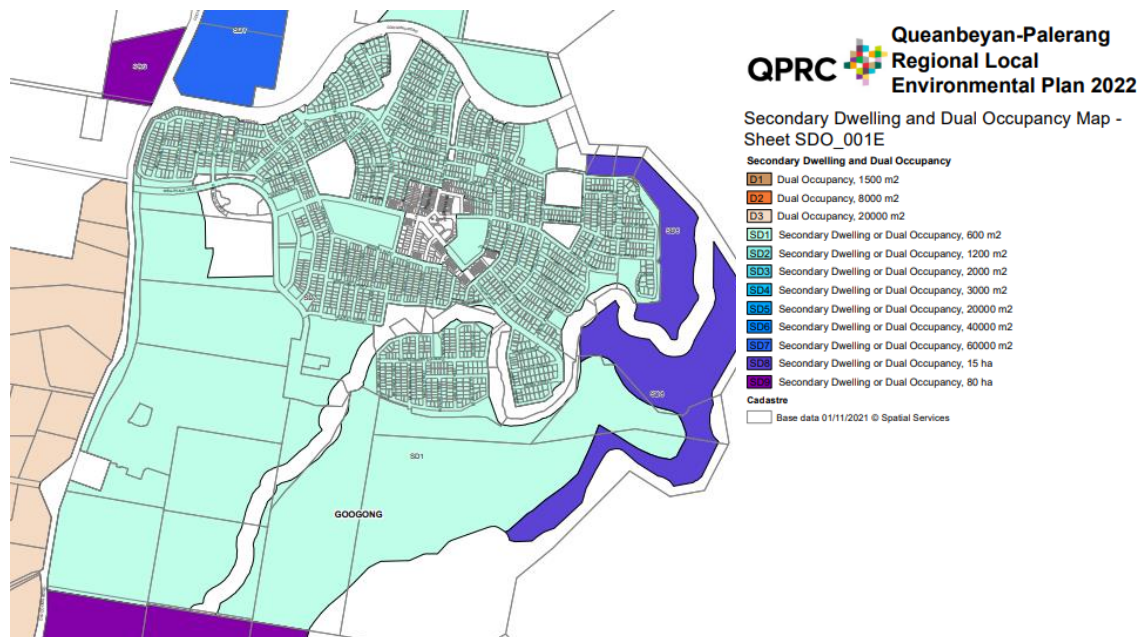 QPRC
Queanbeyan-Palerang
Regional Local
Environmental Plan 2022
Secondary Dwelling and Dual Occupancy Map -
Sheet SDO_001E
Secondary Dwelling and Dual Occupancy
D1 Dual Occupancy, 1500 m2
D2 Dual Occupancy, 8000 m2
D3 Dual Occupancy, 20000 m2
SD1 Secondary Dwelling or Dual Occupancy, 600 m2
SD2 Secondary Dwelling or Dual Occupancy, 1200 m2
SD3 Secondary Dwelling or Dual Occupancy, 2000 m2
SD4 Secondary Dwelling or Dual Occupancy, 3000 m2
SD5 Secondary Dwelling or Dual Occupancy, 20000 m2
SD6 Secondary Dwelling or Dual Occupancy, 40000 m2
SD7 Secondary Dwelling or Dual Occupancy, 60000 m2
SD8 Secondary Dwelling or Dual Occupancy, 15 ha
SD9 Secondary Dwelling or Dual Occupancy, 80 ha
Cadastre
Base data 01/11/2021 © Spatial Services
SD7
SD9
SD8
SD8
SD1
GOOGONG